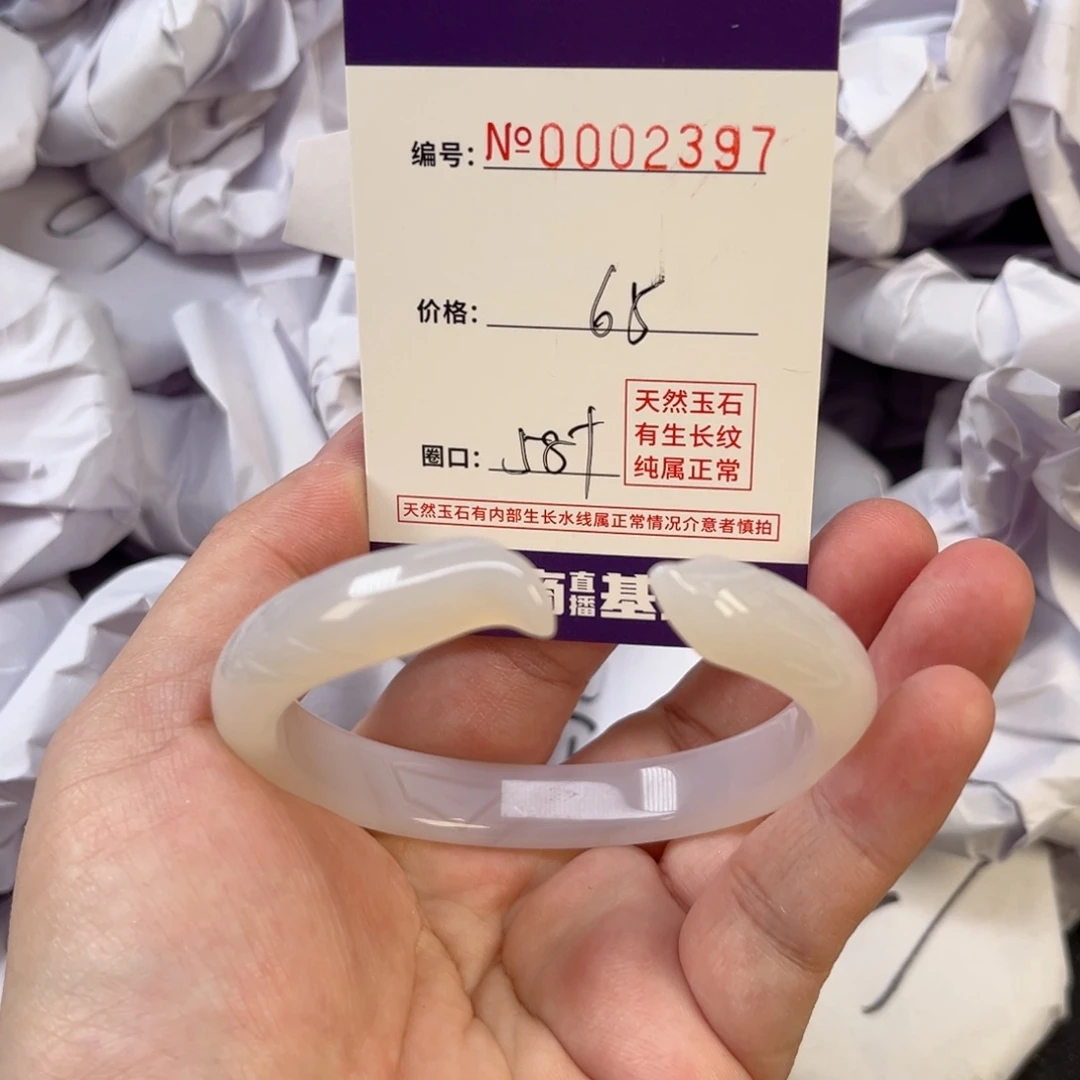 编号: №0002397
价格: 65
圈口: 587
天然玉石
有生长纹
纯属正常
天然玉石有内部生长水线属正常情况介意者慎拍
直播
基